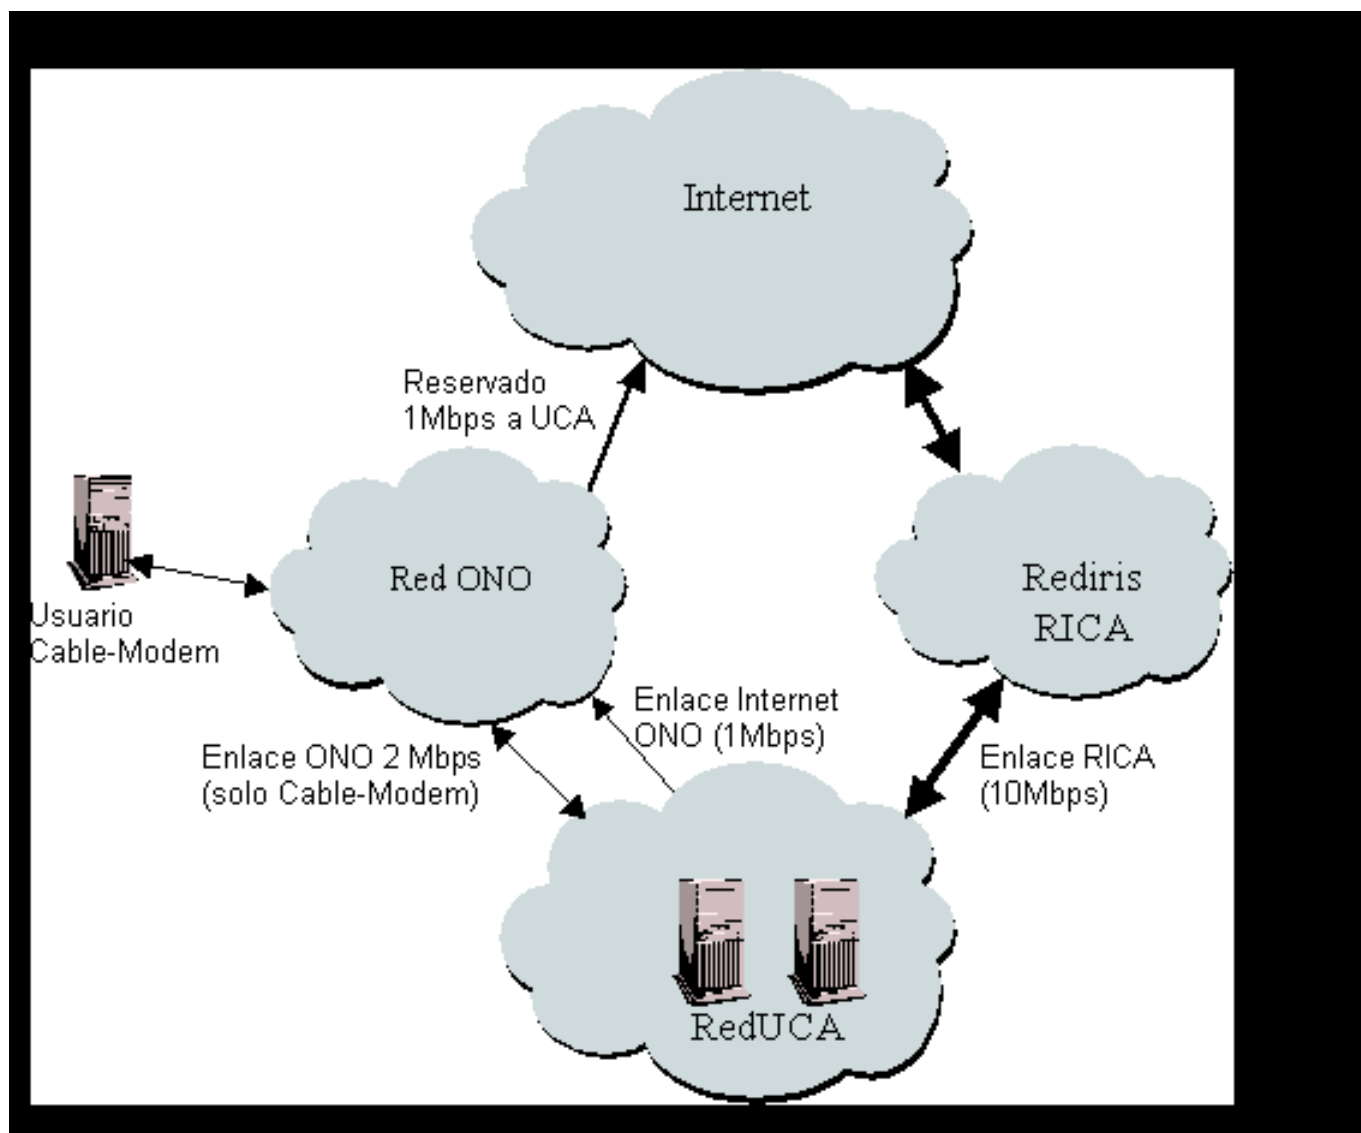 Internet
Reservado
1Mbps a UCA
Red ONO
Rediris
RICA
Usuario
Cable-Modem
Enlace Internet
ONO (1Mbps)
Enlace ONO 2 Mbps
(solo Cable-Modem)
Enlace RICA
(10Mbps)
RedUCA